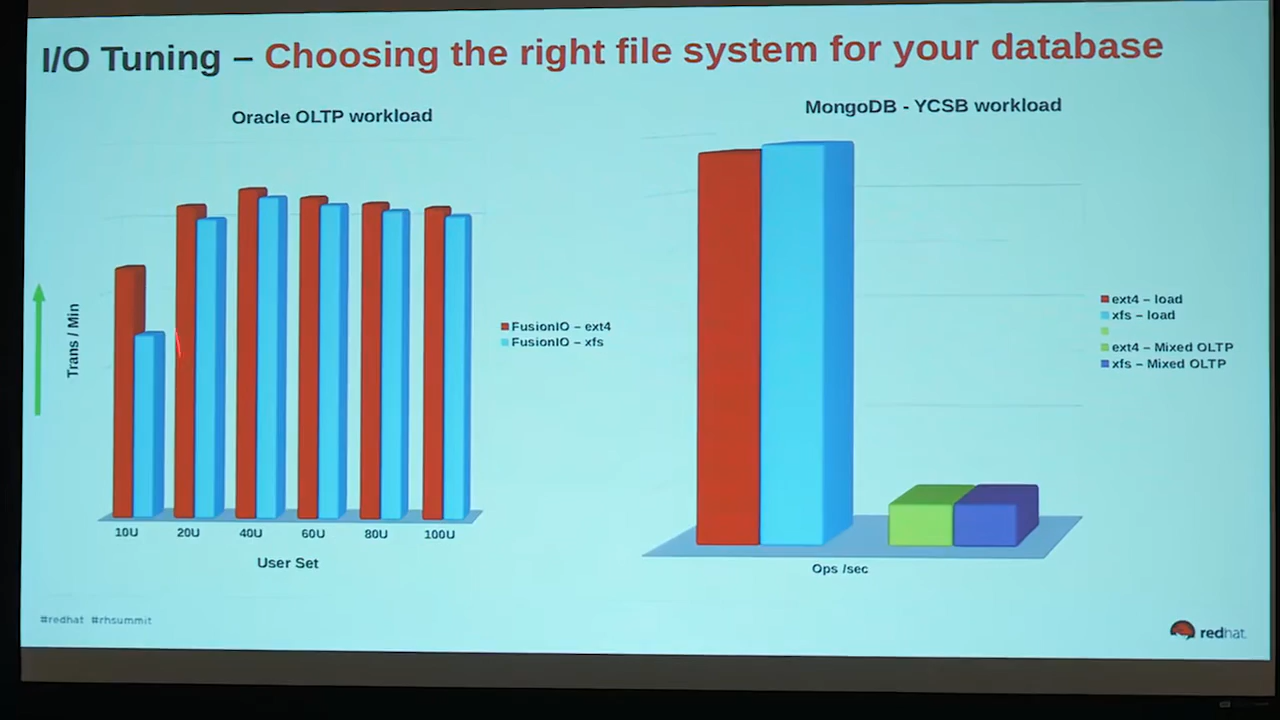 I/O Tuning – Choosing the right file system for your database
Oracle OLTP workload
Trans / Min
10U 20U 40U 60U 80U 100U
User Set
FusionIO – ext4
FusionIO – xfs
MongoDB - YCSB workload
Ops /sec
ext4 – load
xfs – load
ext4 – Mixed OLTP
xfs – Mixed OLTP
#redhat #rhsummit
redhat.